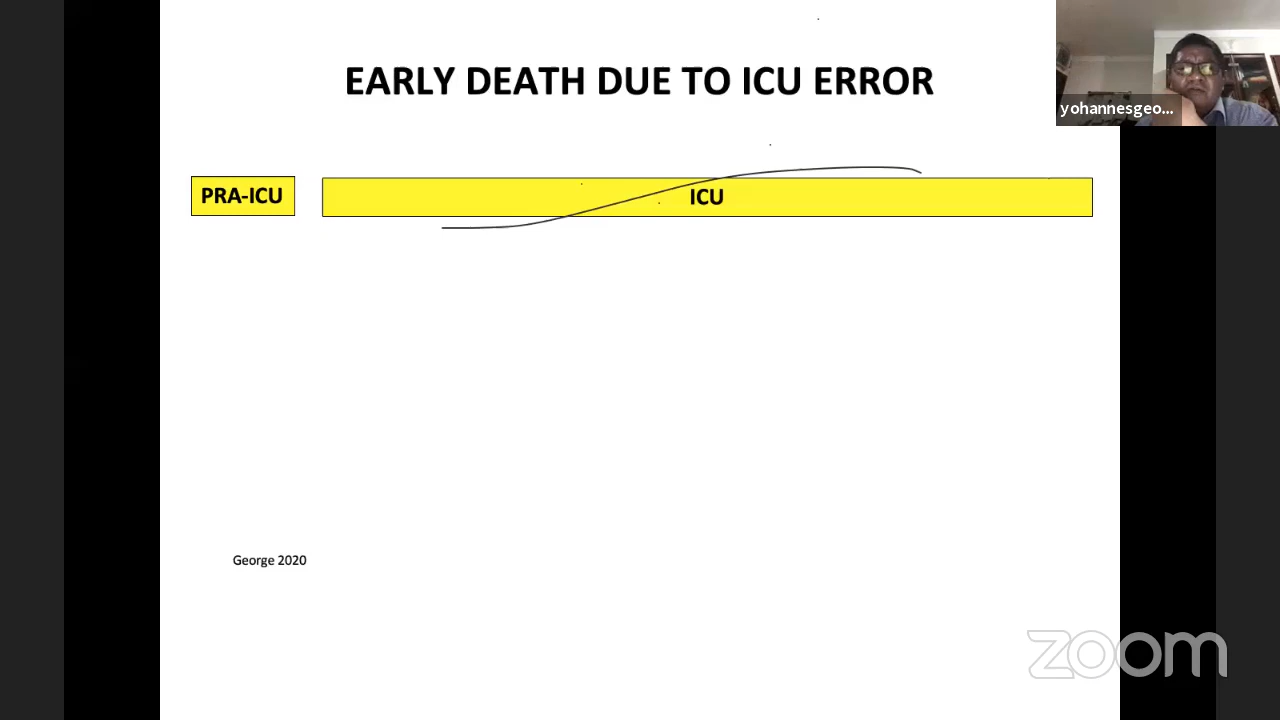 EARLY DEATH DUE TO ICU ERROR
yohannesgeo...
PRA-ICU
ICU
George 2020
zoom